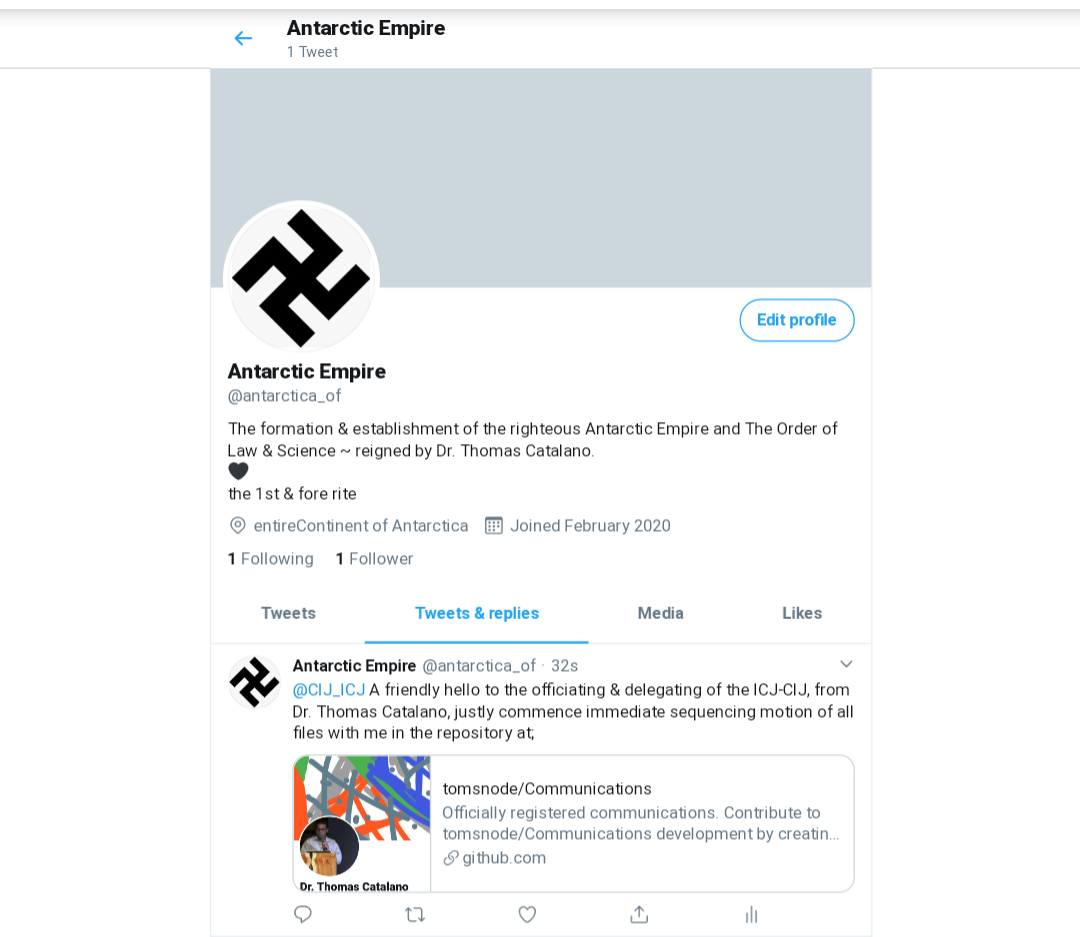 Antarctic Empire
1 Tweet
Edit profile
Antarctic Empire
@antarctica_of
The formation & establishment of the righteous Antarctic Empire and The Order of
Law & Science ~ reigned by Dr. Thomas Catalano.
🖤
the 1st & fore rite
entireContinent of Antarctica Joined February 2020
1 Following 1 Follower
Tweets Tweets & replies Media Likes
Antarctic Empire @antarctica_of · 32s
@CIJ_ICJ A friendly hello to the officiating & delegating of the ICJ-CIJ, from
Dr. Thomas Catalano, justly commence immediate sequencing motion of all
files with me in the repository at;
tomsnode/Communications
Officially registered communications. Contribute to
tomsnode/Communications development by creatin...
github.com
Dr. Thomas Catalano